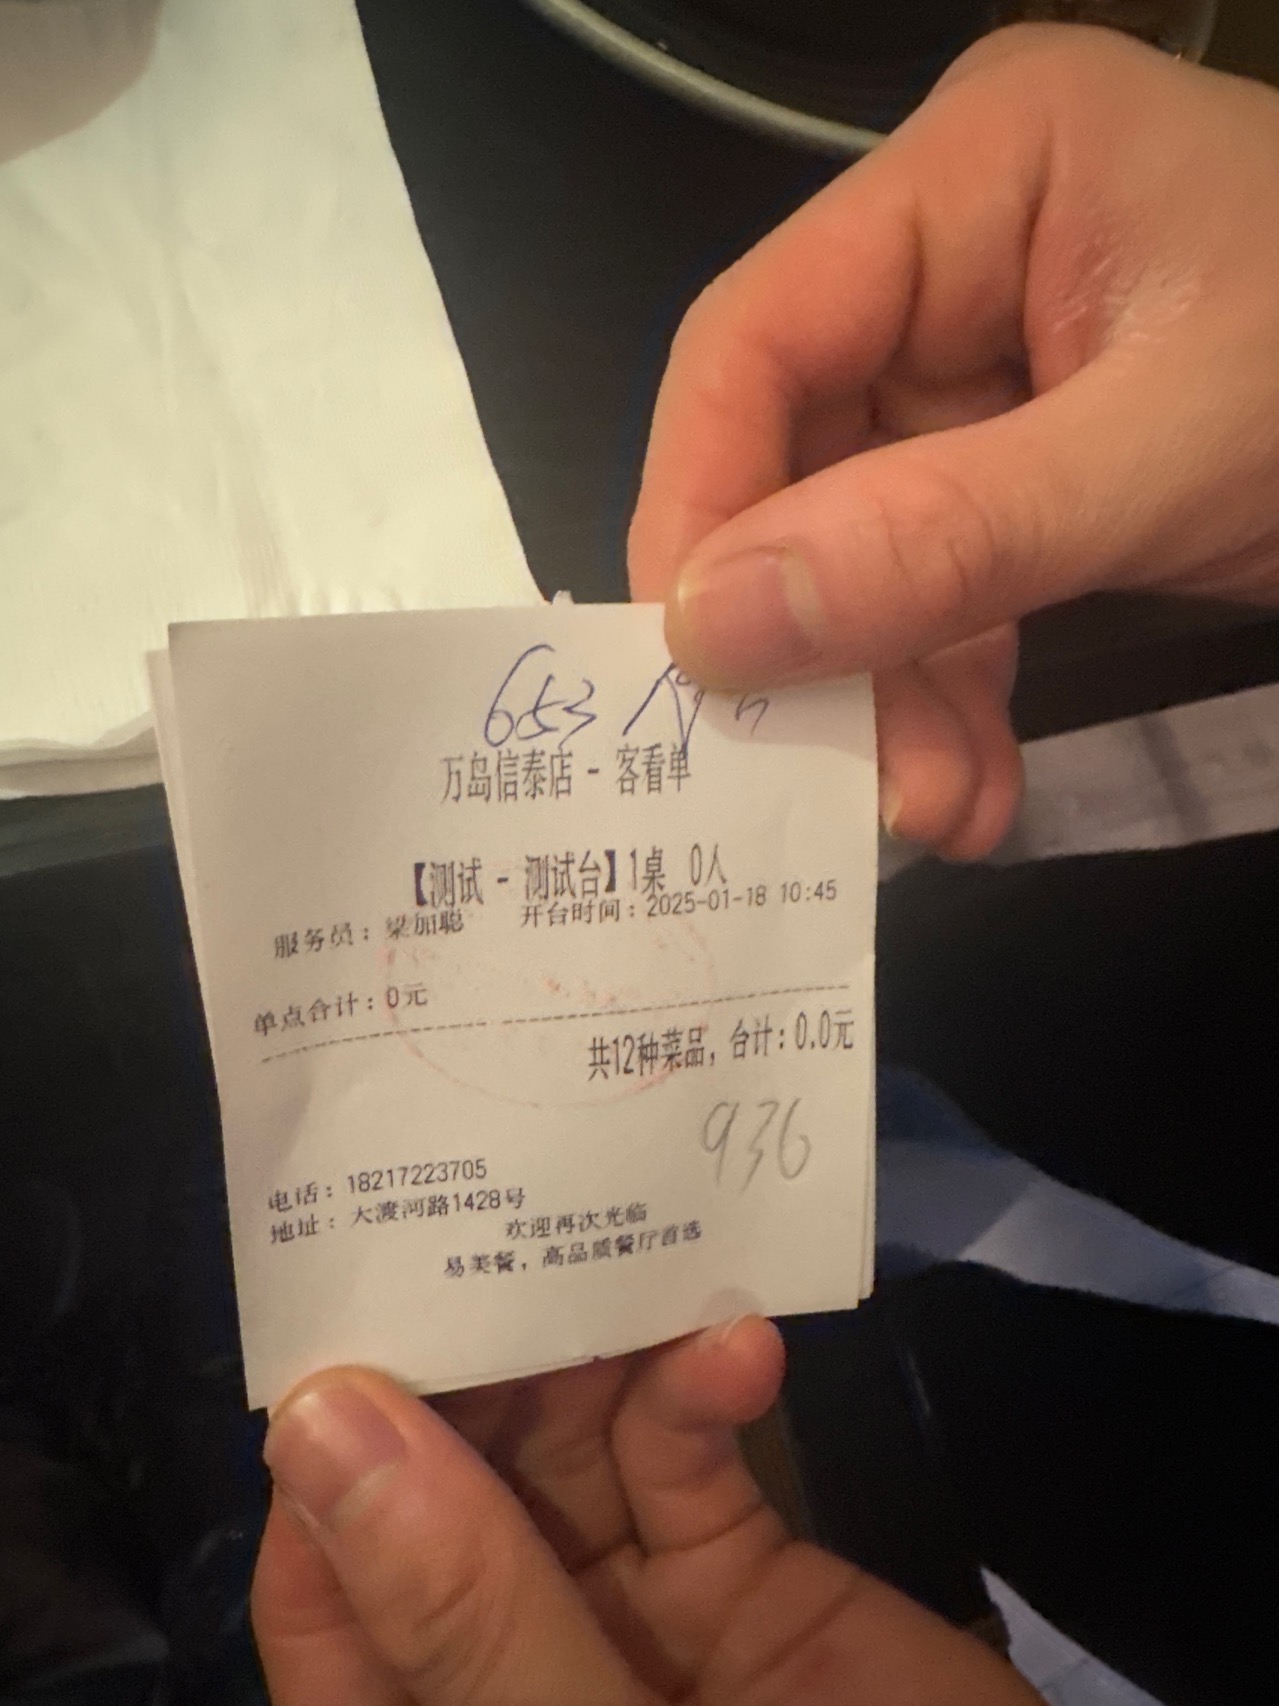 653
万岛信泰店 - 客看单
【测试 - 测试台】1桌 0人
服务员：梁加聪 开台时间：2025-01-18 10:45
单点合计：0元
共12种菜品，合计：0.0元
936
电话：18217223705
地址：大渡河路1428号
欢迎再次光临
易美餐，高品质餐厅首选